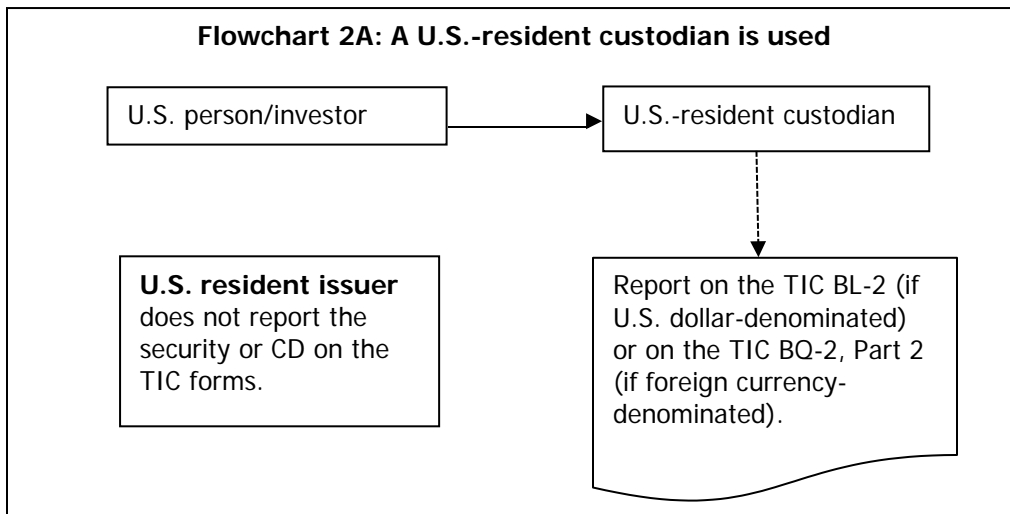 Flowchart 2A: A U.S.-resident custodian is used
U.S. person/investor
U.S.-resident custodian
U.S. resident issuer
does not report the
security or CD on the
TIC forms.
Report on the TIC BL-2 (if
U.S. dollar-denominated)
or on the TIC BQ-2, Part 2
(if foreign currency-
denominated).